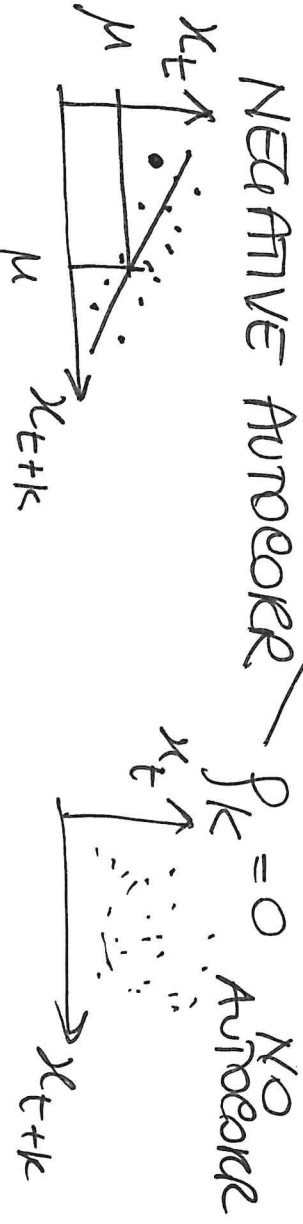 NEGATIVE AUTOCORR
x_t
μ
μ
x_{t+k}
ρ_k = 0
NO
AUTOCORR
x_t
x_{t+k}